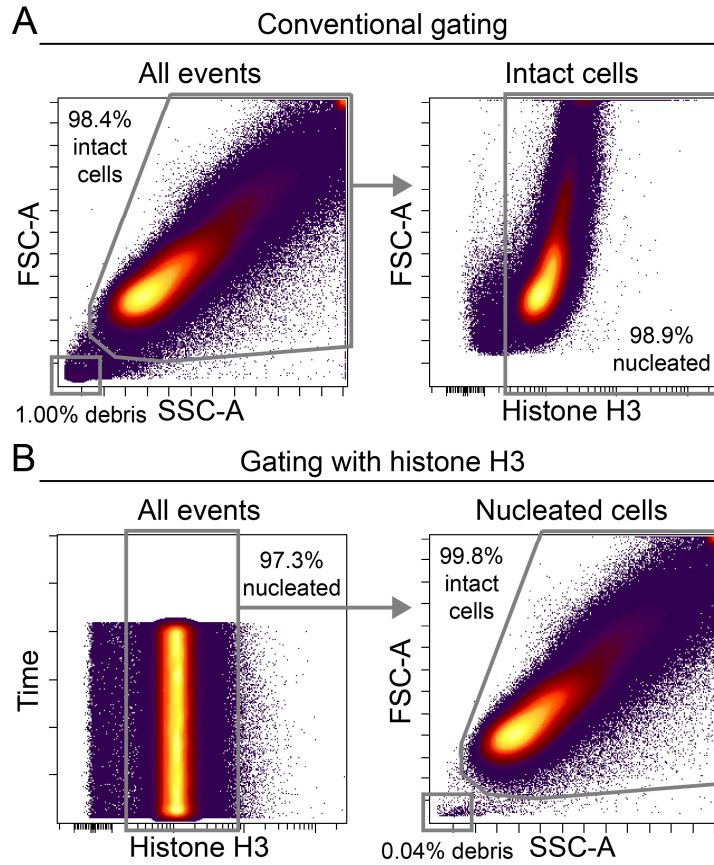 A
Conventional gating
All events
Intact cells
98.4%
intact
cells
FSC-A
FSC-A
98.9%
nucleated
1.00% debris
SSC-A
Histone H3
B
Gating with histone H3
All events
Nucleated cells
97.3%
nucleated
99.8%
intact
cells
Time
FSC-A
Histone H3
0.04% debris
SSC-A